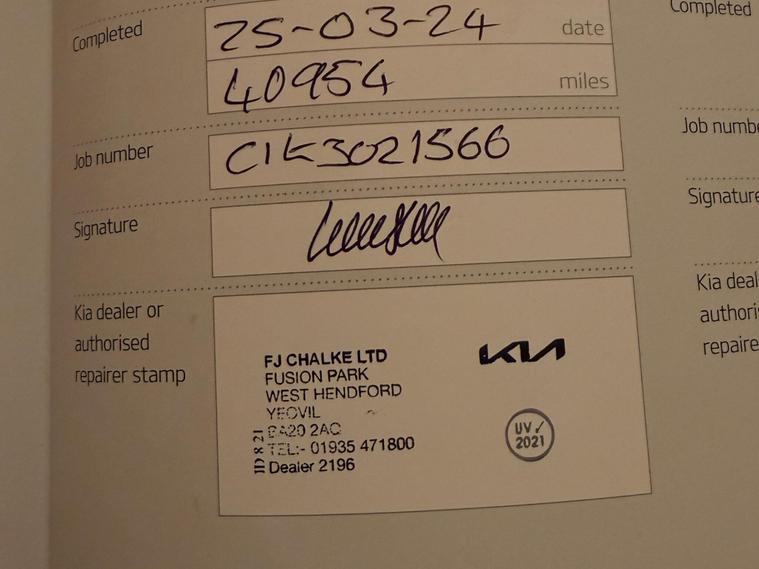 Completed
25-03-24 date
40954 miles
Job number
C1K3021566
Signature
Kia dealer or
authorised
repairer stamp
FJ CHALKE LTD
FUSION PARK
WEST HENDFORD
YEOVIL
BA20 2AQ
TEL:- 01935 471800
Dealer 2196
KIA
UV ✓
2021
Completed
Job numbe
Signature
Kia deal
authori
repaire